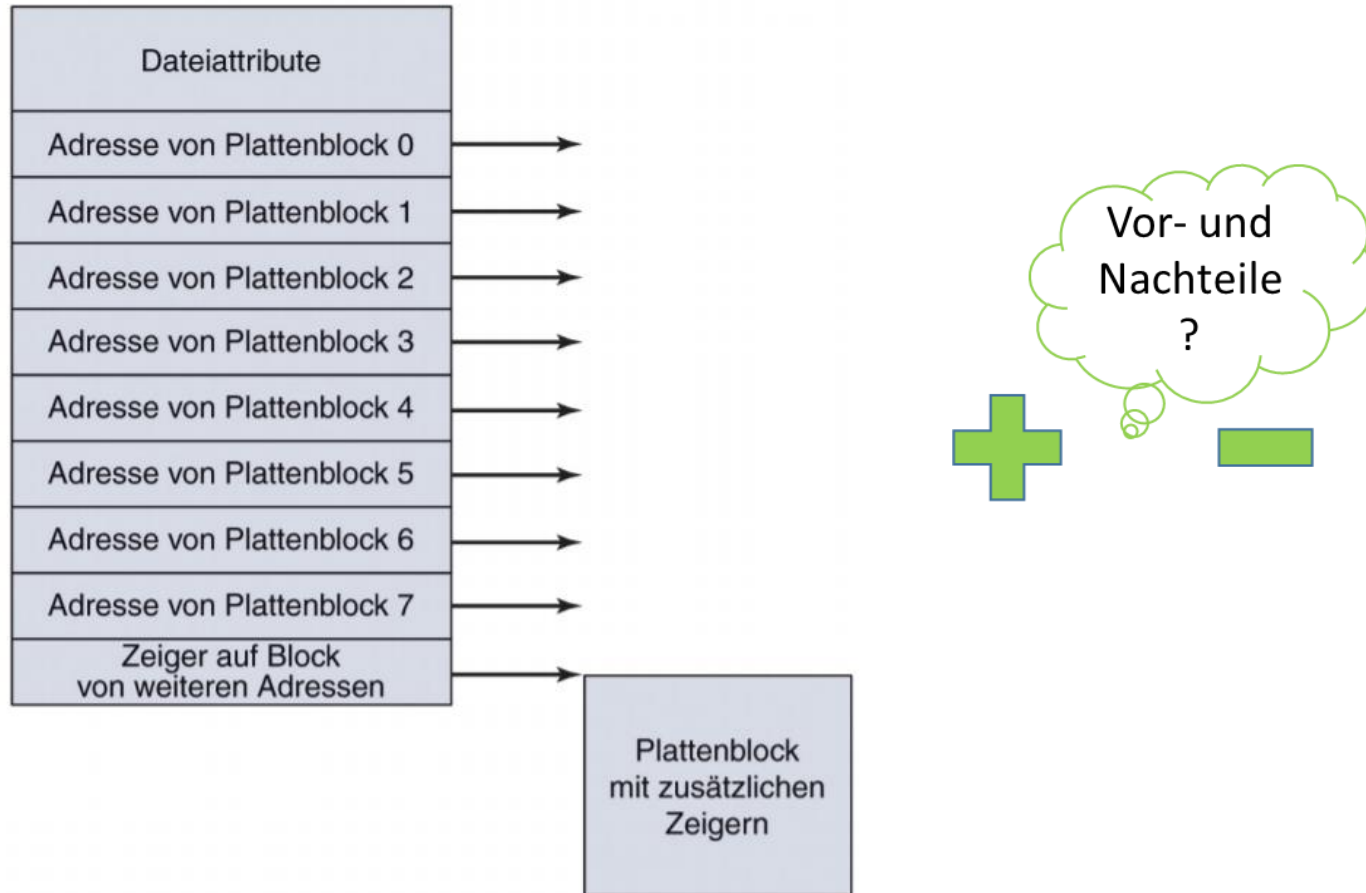 Dateiattribute
Adresse von Plattenblock 0
Adresse von Plattenblock 1
Adresse von Plattenblock 2
Adresse von Plattenblock 3
Adresse von Plattenblock 4
Adresse von Plattenblock 5
Adresse von Plattenblock 6
Adresse von Plattenblock 7
Zeiger auf Block
von weiteren Adressen
Plattenblock
mit zusätzlichen
Zeigern
Vor- und
Nachteile
?